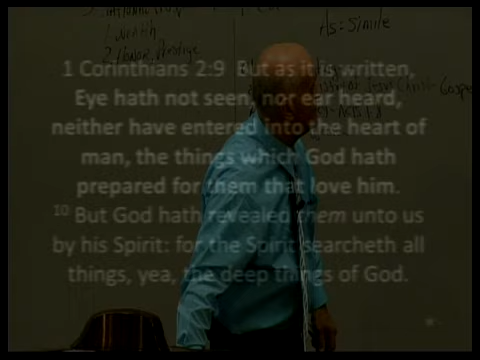 As = Simile
1 Corinthians 2:9 But as it is written,
Eye hath not seen, nor ear heard,
neither have entered into the heart of
man, the things which God hath
prepared for them that love him.
10 But God hath revealed them unto us
by his Spirit: for the Spirit searcheth all
things, yea, the deep things of God.